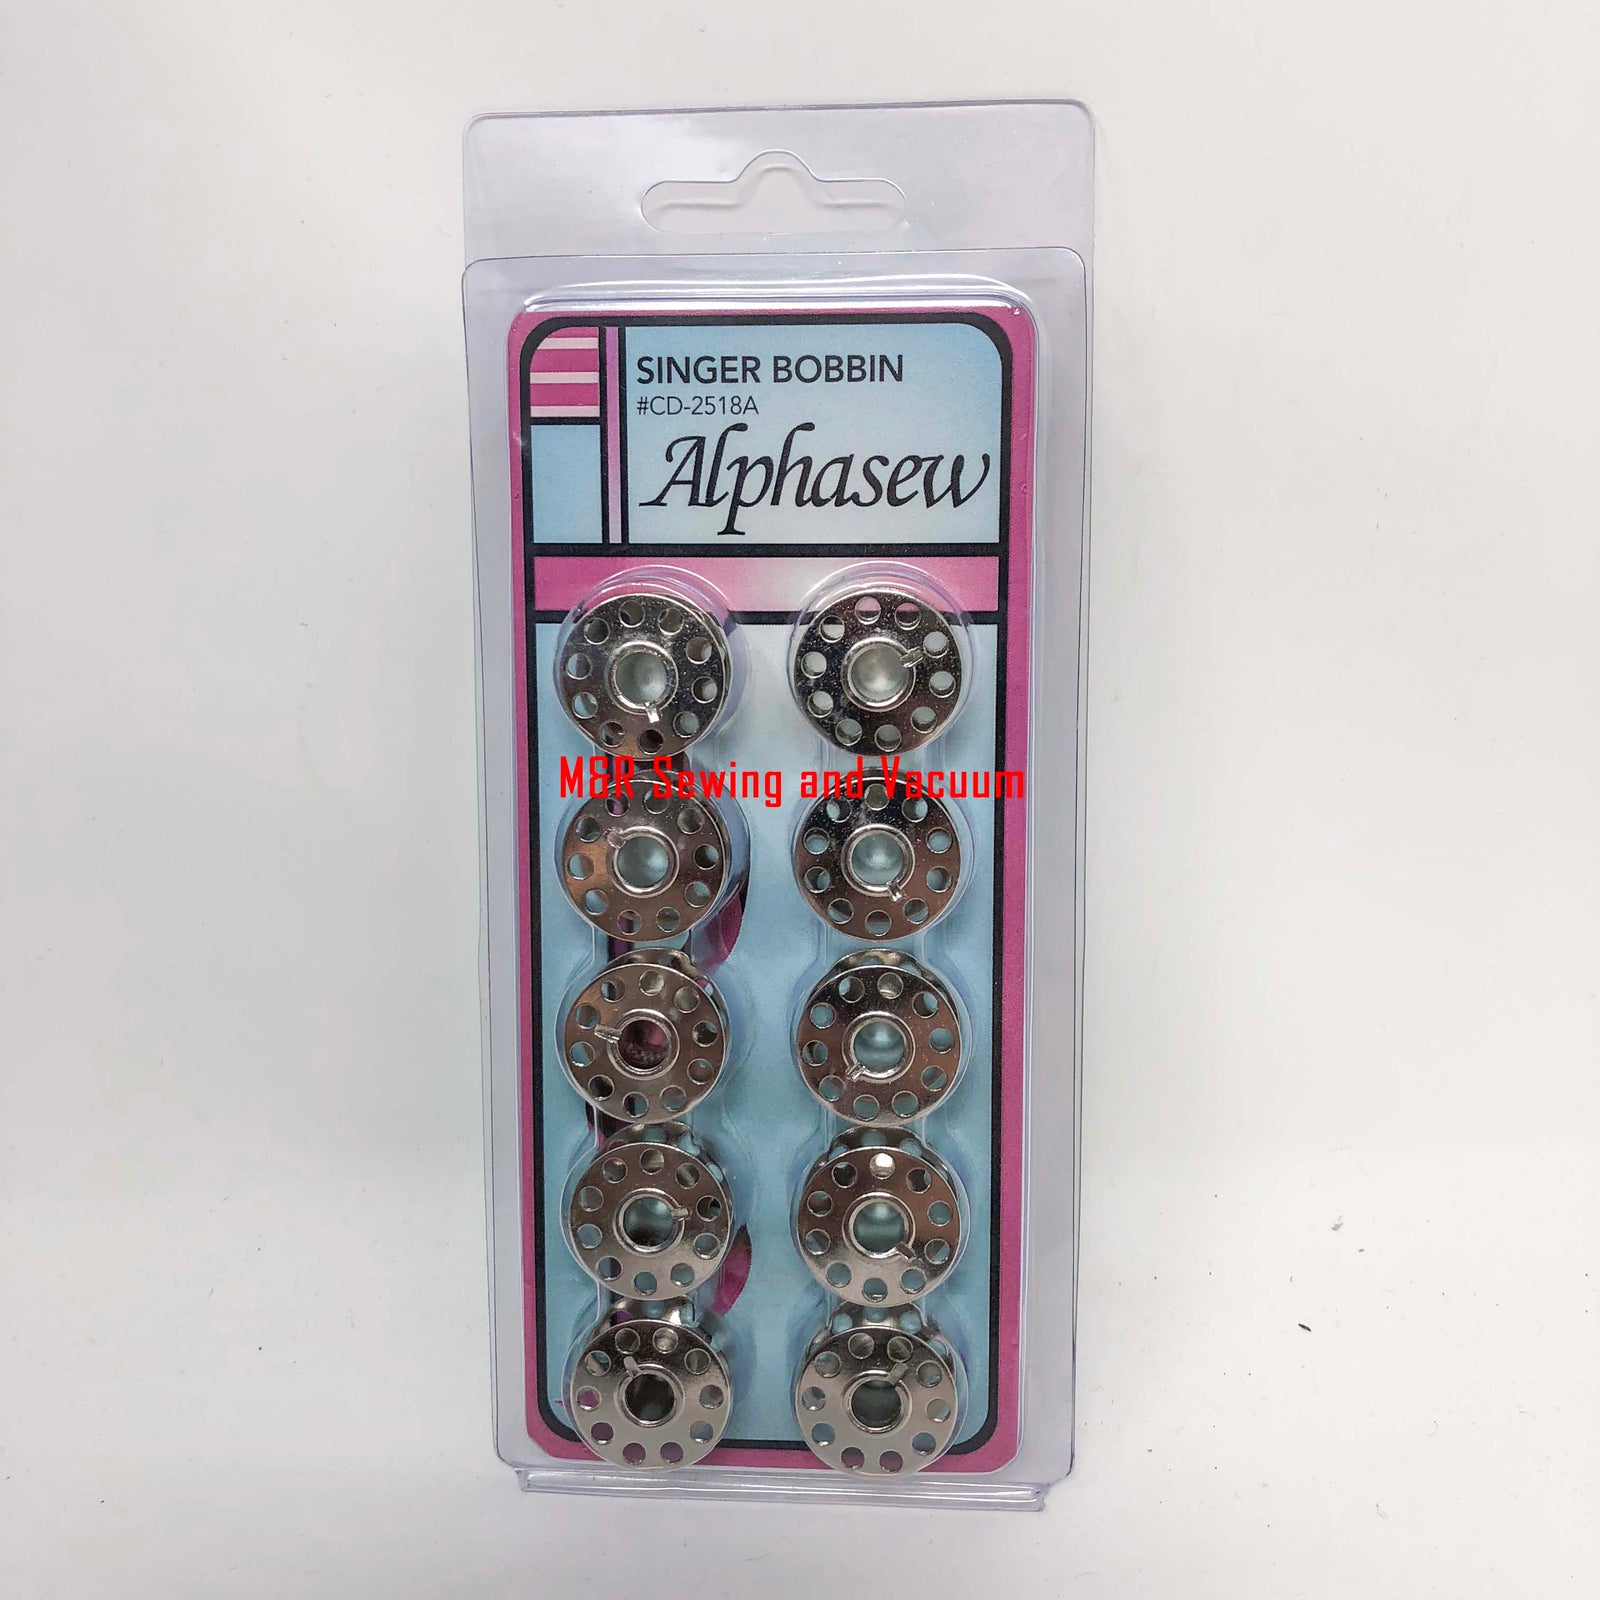 SINGER BOBBIN
#CD-2518A
Alphasew
M&R Sewing and Vacuum